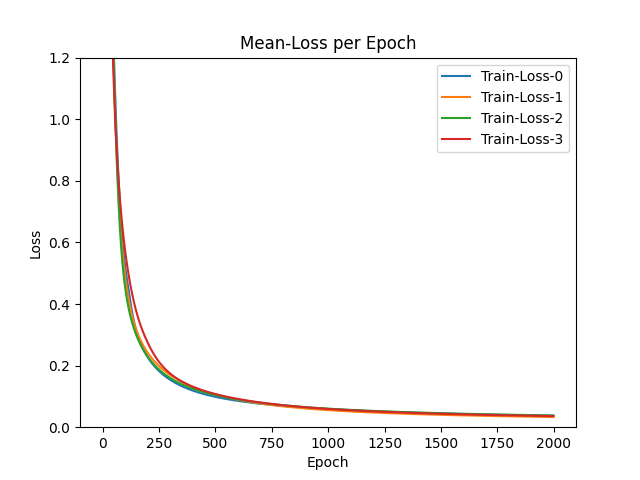 Mean-Loss per Epoch
1.2
1.0
0.8
0.6
0.4
0.2
0.0
Loss
Train-Loss-0
Train-Loss-1
Train-Loss-2
Train-Loss-3
0 250 500 750 1000 1250 1500 1750 2000
Epoch